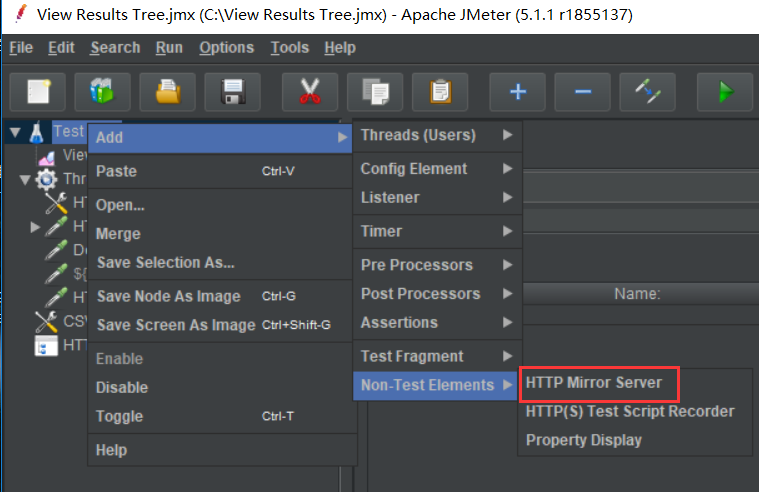 View Results Tree.jmx (C:\View Results Tree.jmx) - Apache JMeter (5.1.1 r1855137)
File Edit Search Run Options Tools Help
Test
View
Add
Paste Ctrl-V
Open...
Merge
Save Selection As...
Save Node As Image Ctrl-G
Save Screen As Image Ctrl+Shift-G
Enable
Disable
Toggle Ctrl-T
Help
Thr
HT
HT
De
${
HT
CSV
HTT
Threads (Users)
Config Element
Listener
Timer
Pre Processors
Post Processors
Assertions
Test Fragment
Non-Test Elements
Name:
HTTP Mirror Server
HTTP(S) Test Script Recorder
Property Display